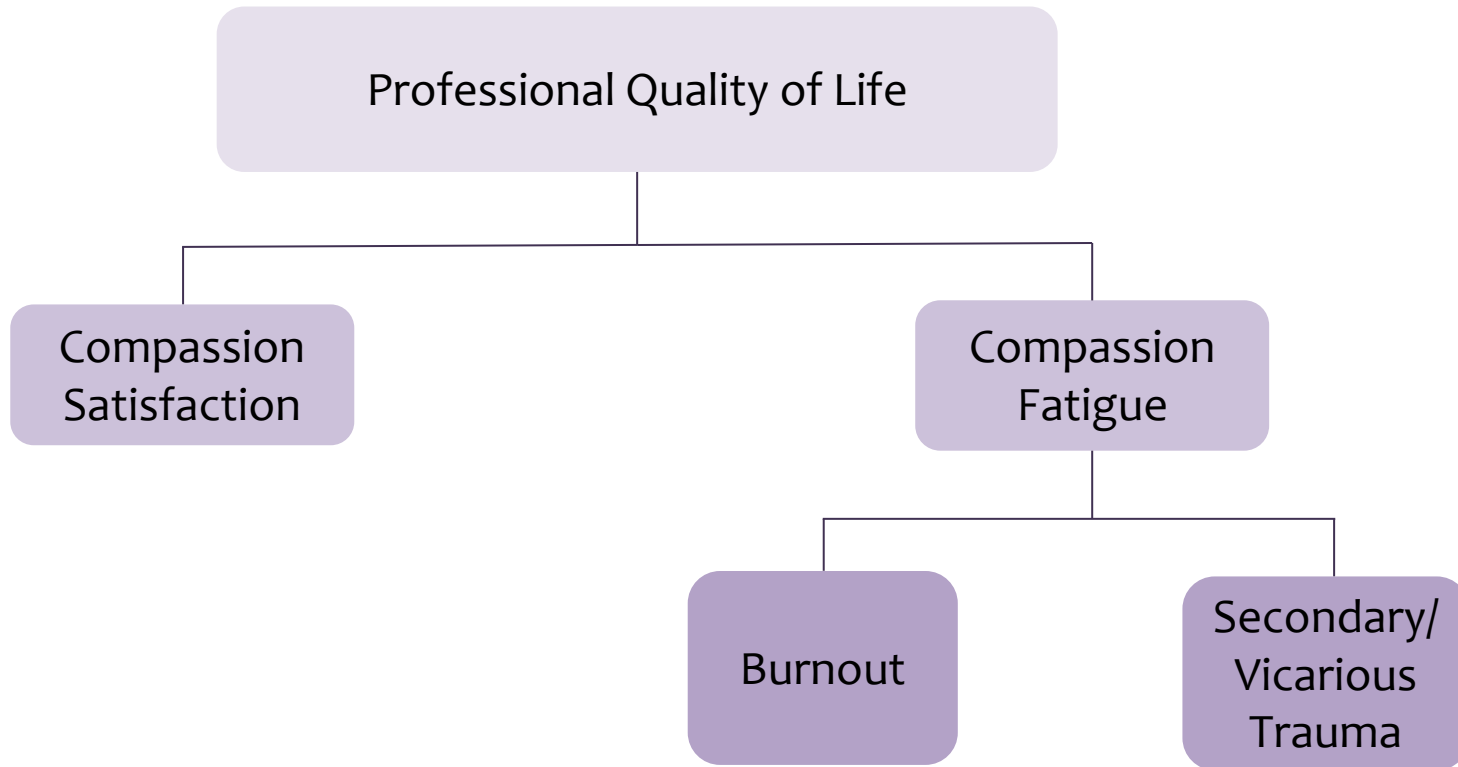 Professional Quality of Life
Compassion
Satisfaction
Compassion
Fatigue
Burnout
Secondary/
Vicarious
Trauma